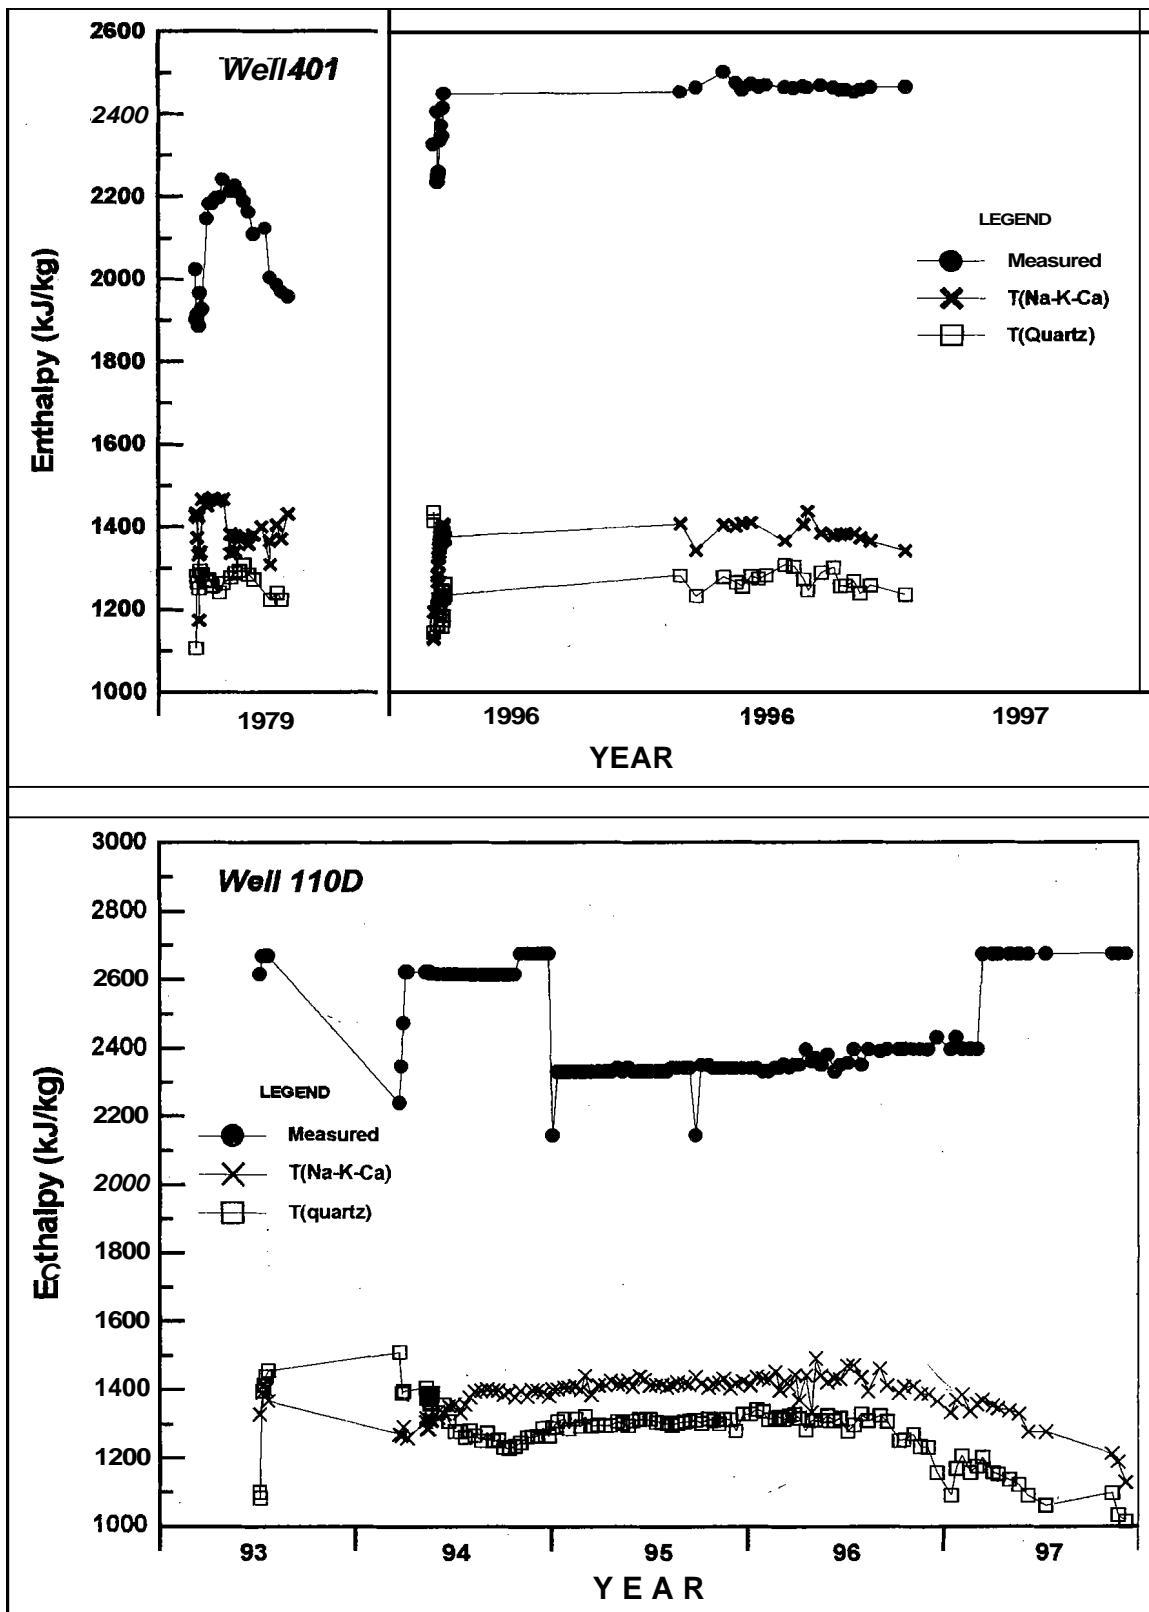 2600
Well 401
2400
2200
2000
1800
1600
1400
1200
1000
Enthalpy (kJ/kg)
LEGEND
Measured
T(Na-K-Ca)
T(Quartz)
1979
1996
1996
1997
YEAR
3000
Well 110D
2800
2600
2400
2200
2000
1800
1600
1400
1200
1000
Enthalpy (kJ/kg)
LEGEND
Measured
T(Na-K-Ca)
T(quartz)
93
94
95
96
97
YEAR